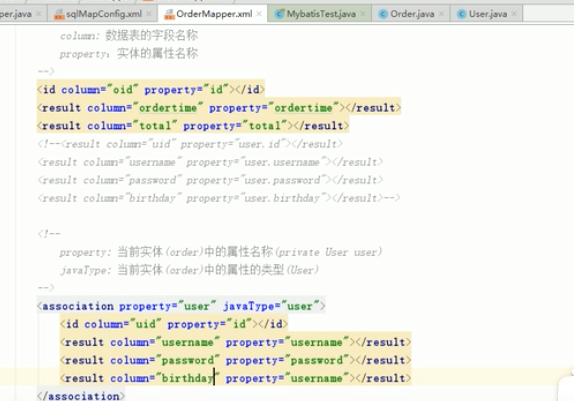 per.java sqlMapConfig.xml OrderMapper.xml MybatisTest.java Order.java User.java
column: 数据表的字段名称
property: 实体的属性名称
-->
<id column="oid" property="id"></id>
<result column="ordertime" property="ordertime"></result>
<result column="total" property="total"></result>
<!--<result column="uid" property="user.id"></result>
<result column="username" property="user.username"></result>
<result column="password" property="user.password"></result>
<result column="birthday" property="user.birthday"></result>-->
<!--
property: 当前实体(order)中的属性名称(private User user)
javaType: 当前实体(order)中的属性的类型(User)
-->
<association property="user" javaType="user">
<id column="uid" property="id"></id>
<result column="username" property="username"></result>
<result column="password" property="password"></result>
<result column="birthday" property="username"></result>
</association>